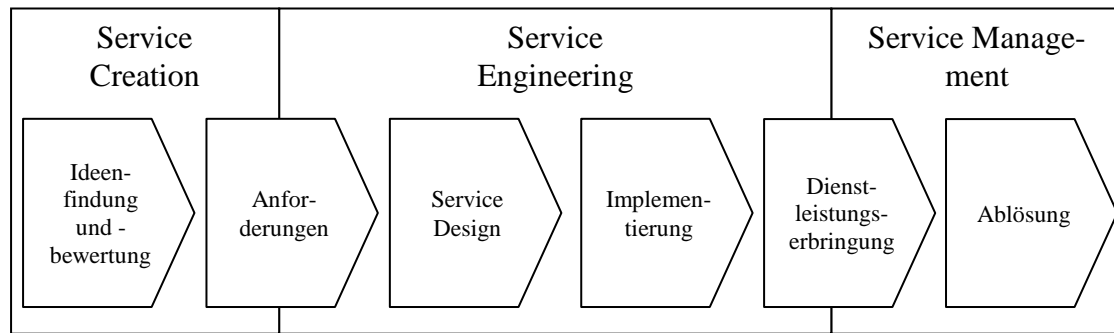 Service
Creation
Service
Engineering
Service Manage-
ment
Ideen-
findung
und -
bewertung
Anfor-
derungen
Service
Design
Implemen-
tierung
Dienst-
leistungs-
erbringung
Ablösung